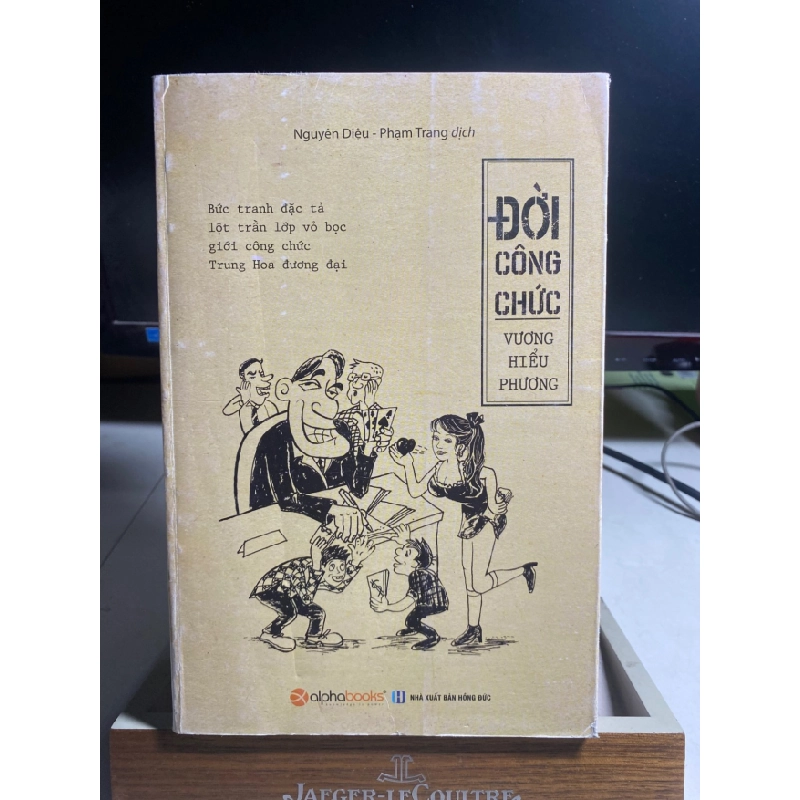 Nguyên Diệu - Phạm Trang dịch
Bức tranh đặc tả
lột trần lớp vỏ bọc
giới công chức
Trung Hoa đương đại
ĐỜI
CÔNG
CHỨC
VƯƠNG
HIỂU
PHƯƠNG
alphabooks
NHÀ XUẤT BẢN HỒNG ĐỨC
JAEGER-LECOULTRE